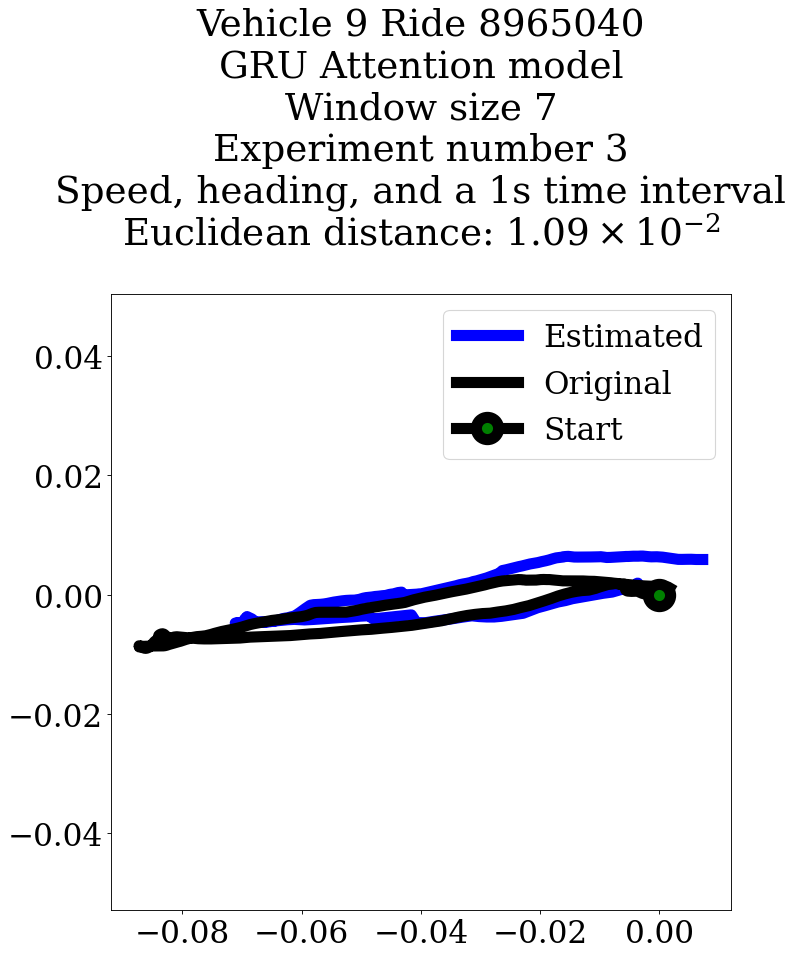 Vehicle 9 Ride 8965040
GRU Attention model
Window size 7
Experiment number 3
Speed, heading, and a 1s time interval
Euclidean distance: 1.09 × 10⁻²
Estimated
Original
Start
0.04
0.02
0.00
−0.02
−0.04
−0.08 −0.06 −0.04 −0.02 0.00